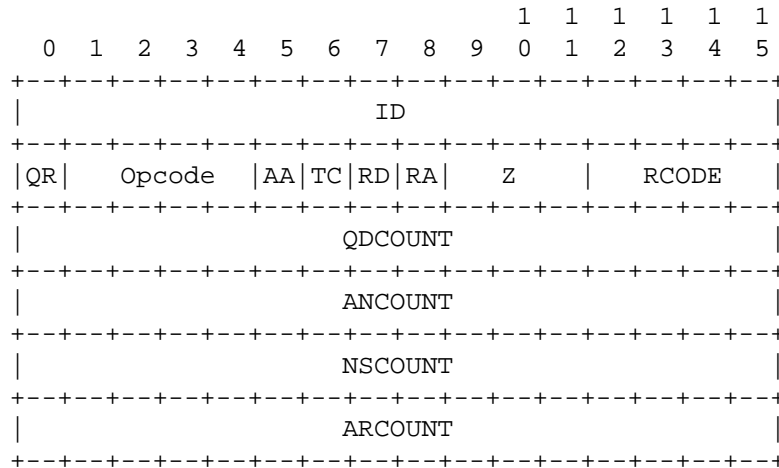 1 1 1 1 1 1
0 1 2 3 4 5 6 7 8 9 0 1 2 3 4 5
+--+--+--+--+--+--+--+--+--+--+--+--+--+--+--+--+
| ID |
+--+--+--+--+--+--+--+--+--+--+--+--+--+--+--+--+
|QR| Opcode |AA|TC|RD|RA| Z | RCODE |
+--+--+--+--+--+--+--+--+--+--+--+--+--+--+--+--+
| QDCOUNT |
+--+--+--+--+--+--+--+--+--+--+--+--+--+--+--+--+
| ANCOUNT |
+--+--+--+--+--+--+--+--+--+--+--+--+--+--+--+--+
| NSCOUNT |
+--+--+--+--+--+--+--+--+--+--+--+--+--+--+--+--+
| ARCOUNT |
+--+--+--+--+--+--+--+--+--+--+--+--+--+--+--+--+